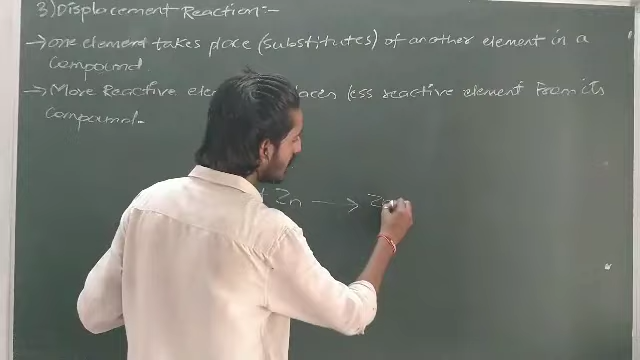 3) Displacement Reaction:-
→ one element takes place (substitutes) of another element in a
Compound.
→ More Reactive ele laces less reactive element From its
Compound.
+ Zn → Z